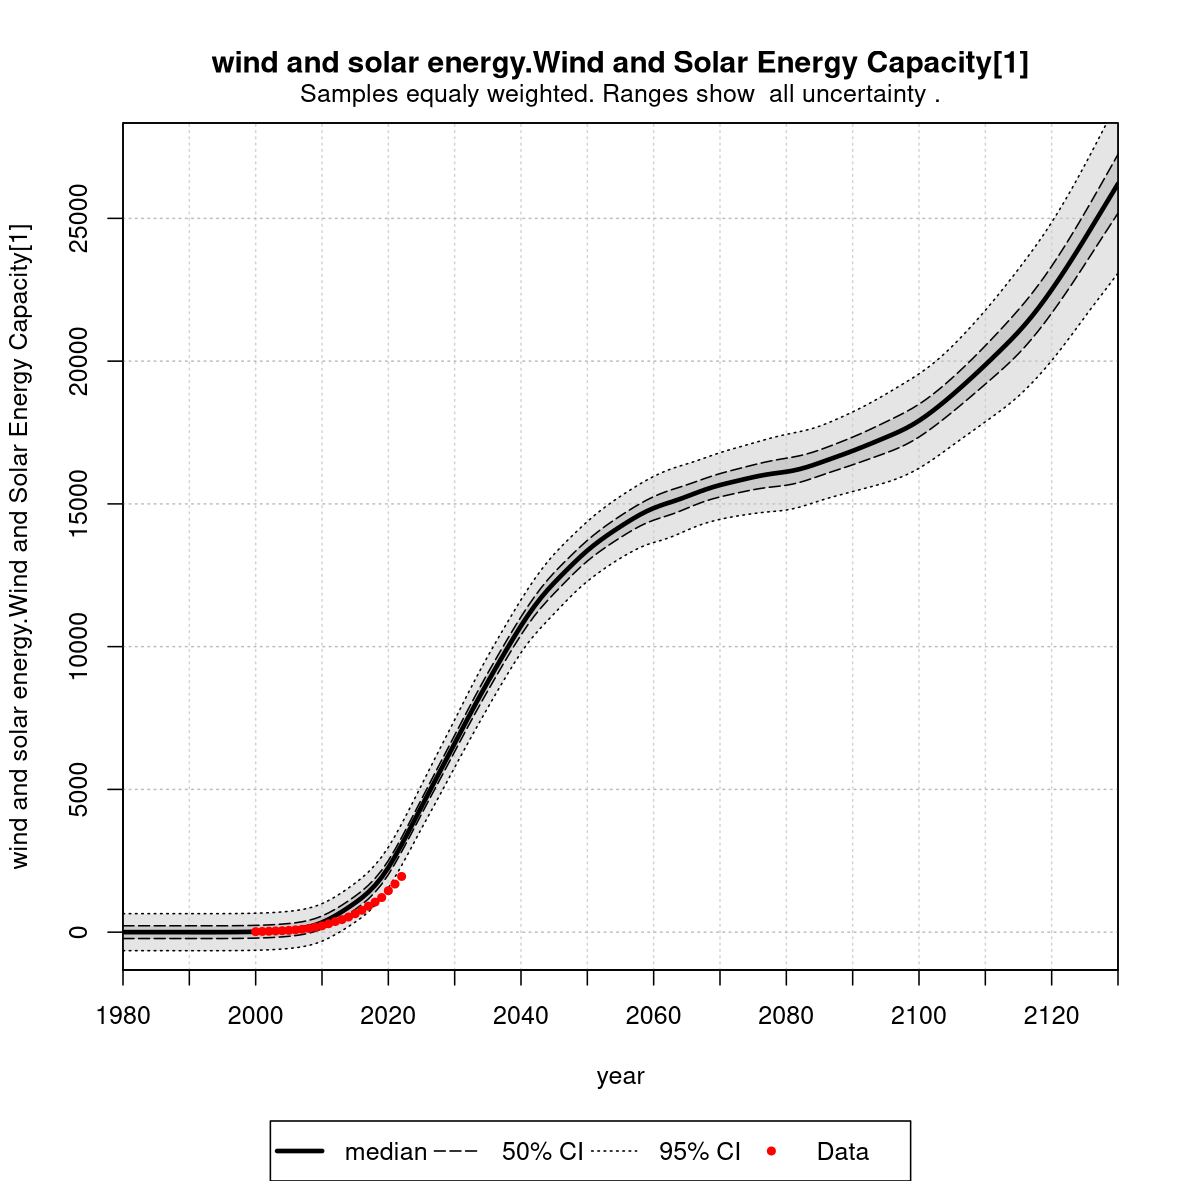 wind and solar energy.Wind and Solar Energy Capacity[1]
Samples equaly weighted. Ranges show  all uncertainty .
wind and solar energy.Wind and Solar Energy Capacity[1]
25000
20000
15000
10000
5000
0
1980 2000 2020 2040 2060 2080 2100 2120
year
median 50% CI 95% CI Data